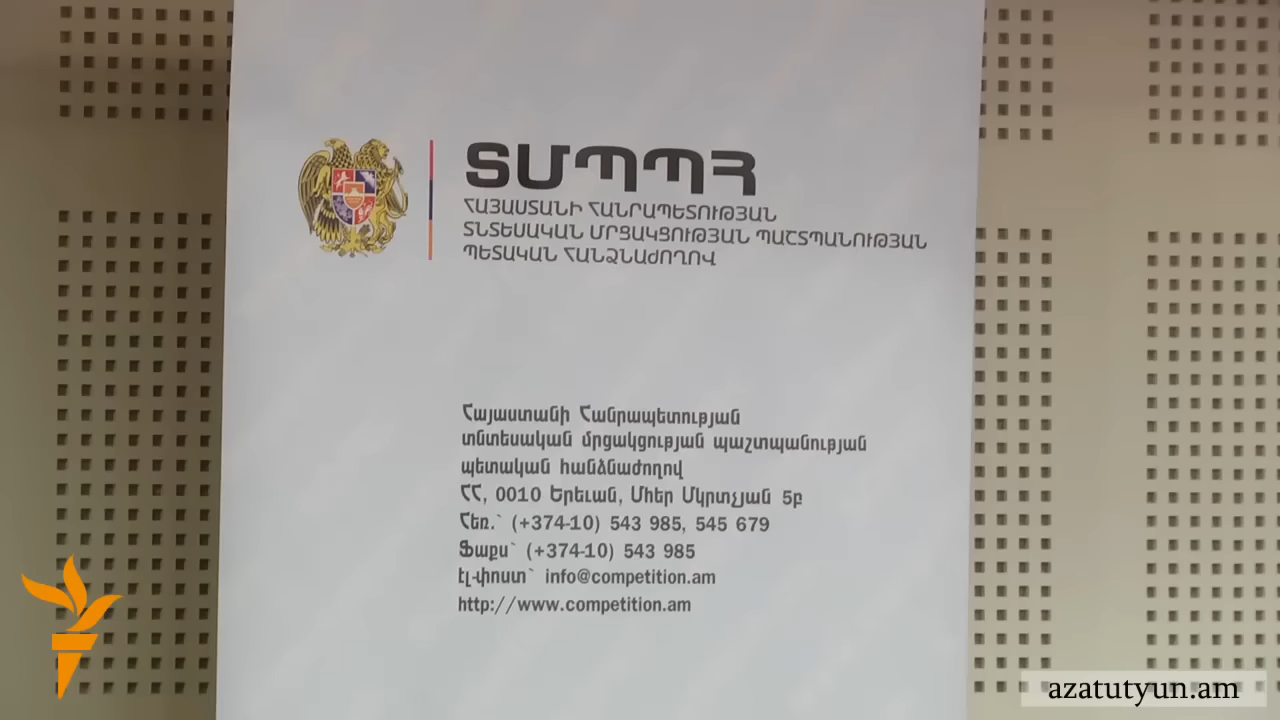 ՏՄՊՊՀ
ՀԱՅԱՍՏԱՆԻ ՀԱՆՐԱՊԵՏՈՒԹՅԱՆ
ՏՆՏԵՍԱԿԱՆ ՄՐՑԱԿՑՈՒԹՅԱՆ ՊԱՇՏՊԱՆՈՒԹՅԱՆ
ՊԵՏԱԿԱՆ ՀԱՆՁՆԱԺՈՂՈՎ
Հայաստանի Հանրապետության
տնտեսական մրցակցության պաշտպանության
պետական հանձնաժողով
ՀՀ, 0010 Երեւան, Մհեր Մկրտչյան 5բ
Հեռ.՝ (+374-10) 543 985, 545 679
Ֆաքս՝ (+374-10) 543 985
էլ-փոստ՝ info@competition.am
http://www.competition.am
azatutyun.am